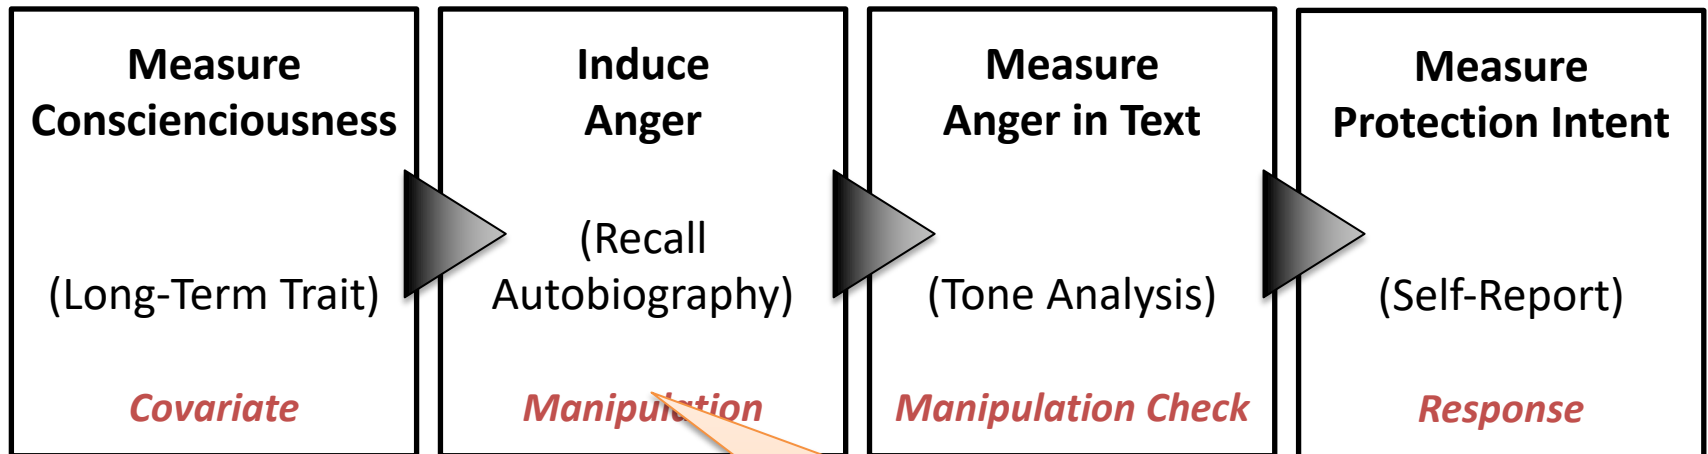 Measure
Conscienciousness
(Long-Term Trait)
Covariate
Induce
Anger
(Recall
Autobiography)
Manipulation
Measure
Anger in Text
(Tone Analysis)
Manipulation Check
Measure
Protection Intent
(Self-Report)
Response